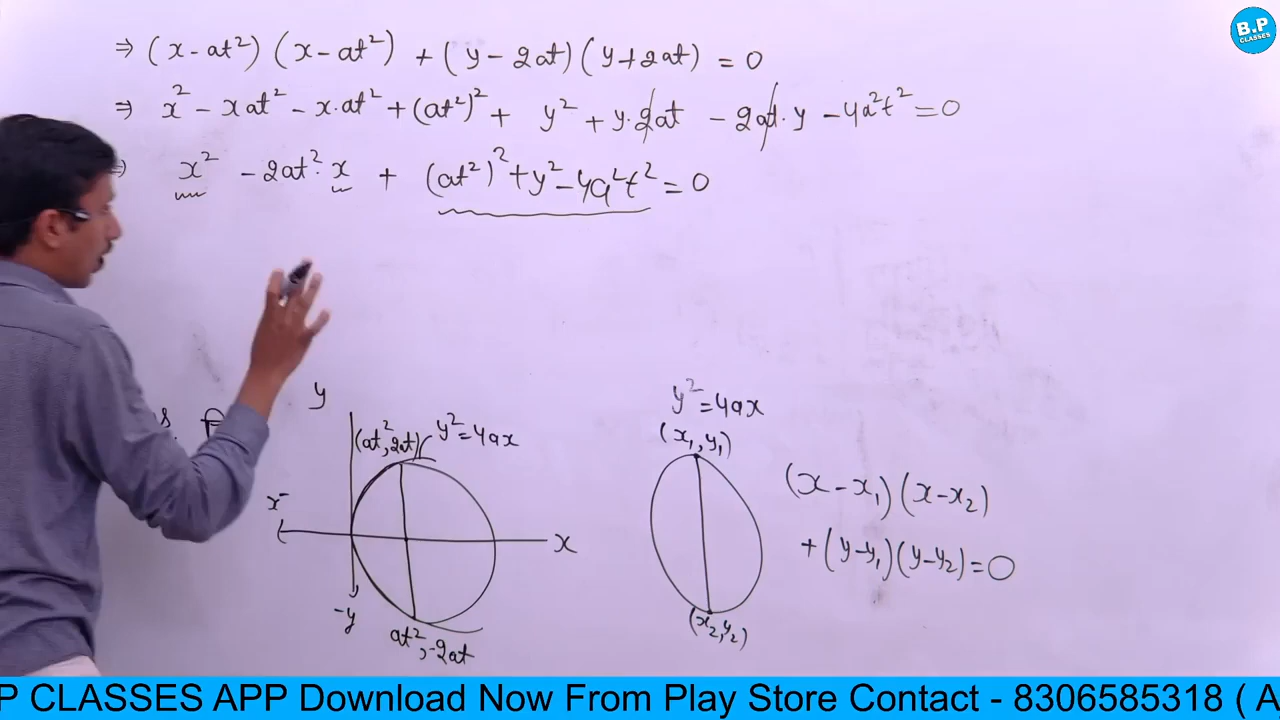 B.P
CLASSES
⇒ (x - at²) (x - at²) + (y - 2at) (y + 2at) = 0
⇒ x² - xat² - x·at² + (at²)² + y² + y·2at - 2at·y - 4a²t² = 0
⇒ x² - 2at²·x + (at²)² + y² - 4a²t² = 0
y
(at², 2at)
y² = 4ax
x
-y
at², -2at
y² = 4ax
(x₁, y₁)
(x₂, y₂)
(x - x₁) (x - x₂)
+ (y - y₁) (y - y₂) = 0
P CLASSES APP Download Now From Play Store Contact - 8306585318 ( A